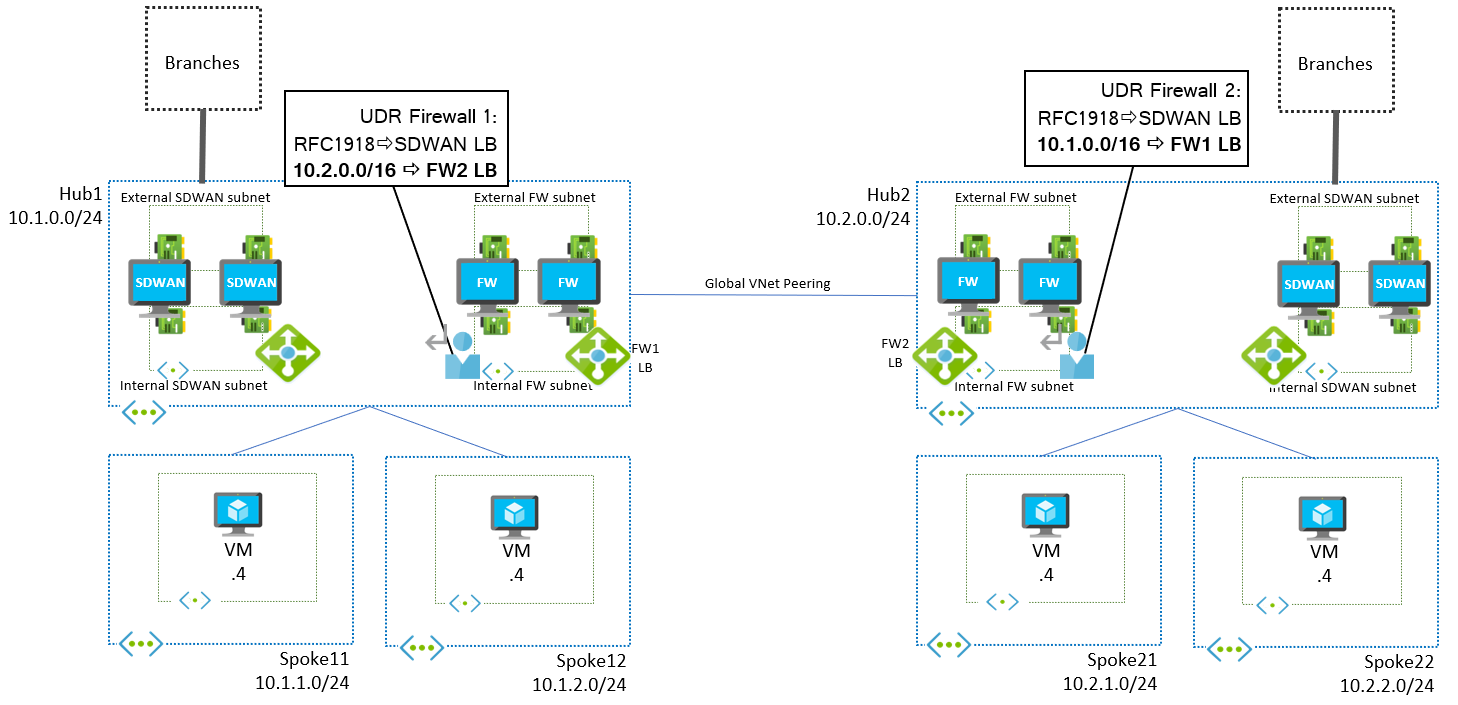 Branches
Branches
UDR Firewall 1:
RFC1918⇨SDWAN LB
10.2.0.0/16 ⇨ FW2 LB
UDR Firewall 2:
RFC1918⇨SDWAN LB
10.1.0.0/16 ⇨ FW1 LB
Hub1
10.1.0.0/24
External SDWAN subnet
External FW subnet
SDWAN
SDWAN
FW
FW
FW1
LB
Internal SDWAN subnet
Internal FW subnet
Global VNet Peering
Hub2
10.2.0.0/24
External FW subnet
External SDWAN subnet
FW
FW
SDWAN
SDWAN
FW2
LB
Internal FW subnet
Internal SDWAN subnet
VM
.4
VM
.4
VM
.4
VM
.4
Spoke11
10.1.1.0/24
Spoke12
10.1.2.0/24
Spoke21
10.2.1.0/24
Spoke22
10.2.2.0/24